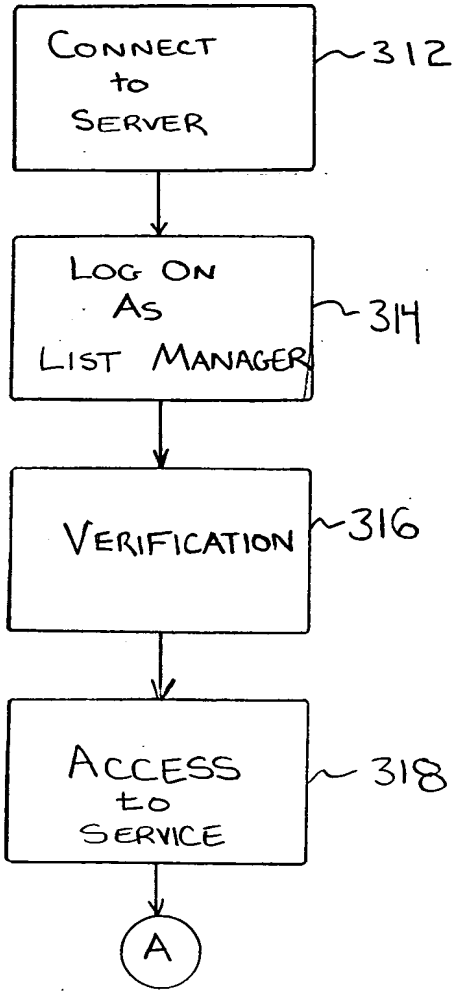 CONNECT
to
SERVER
312
LOG ON
AS
LIST MANAGER
314
VERIFICATION
316
ACCESS
to
SERVICE
318
A